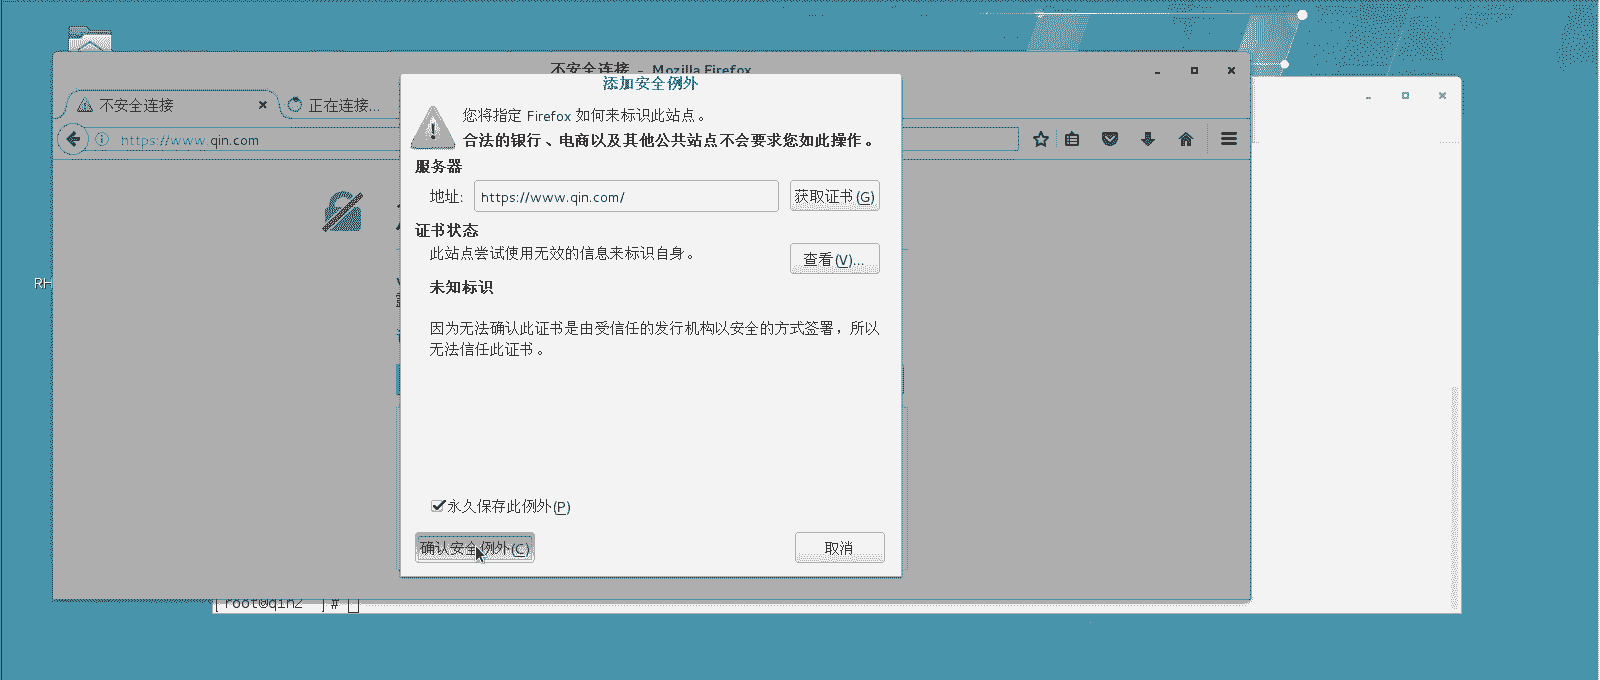 不安全连接 - Mozilla Firefox
添加安全例外
不安全连接
正在连接...
您将指定 Firefox 如何来标识此站点。
https://www.qin.com
合法的银行、电商以及其他公共站点不会要求您如此操作。
服务器
地址: https://www.qin.com/ 获取证书(G)
证书状态
此站点尝试使用无效的信息来标识自身。
查看(V)...
RH
未知标识
因为无法确认此证书是由受信任的发行机构以安全的方式签署，所以
无法信任此证书。
永久保存此例外(P)
确认安全例外(C) 取消
[root@qin2 ]#